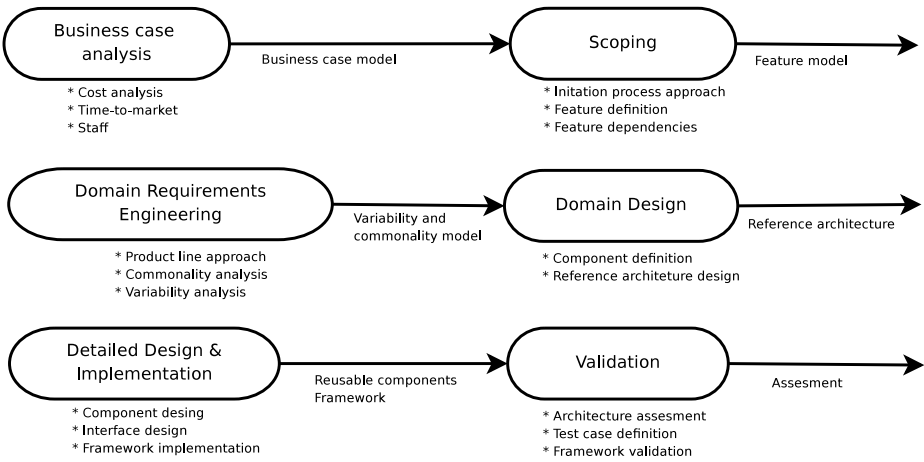 Business case
analysis
Business case model
* Cost analysis
* Time-to-market
* Staff
Scoping
Feature model
* Initation process approach
* Feature definition
* Feature dependencies
Domain Requirements
Engineering
Variability and
commonality model
* Product line approach
* Commonality analysis
* Variability analysis
Domain Design
Reference architecture
* Component definition
* Reference architeture design
Detailed Design &
Implementation
Reusable components
Framework
* Component desing
* Interface design
* Framework implementation
Validation
Assesment
* Architecture assesment
* Test case definition
* Framework validation